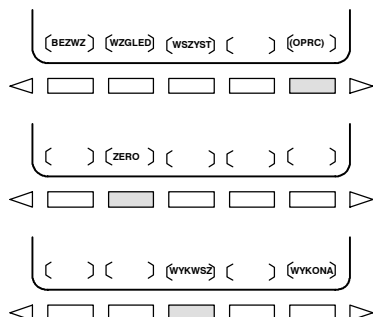 (BEZWZ) (WZGLED) (WSZYST) ( ) ((OPRC) )
( ) (ZERO ) ( ) ( ) ( )
( ) ( ) (WYKWSZ) ( ) (WYKONA)